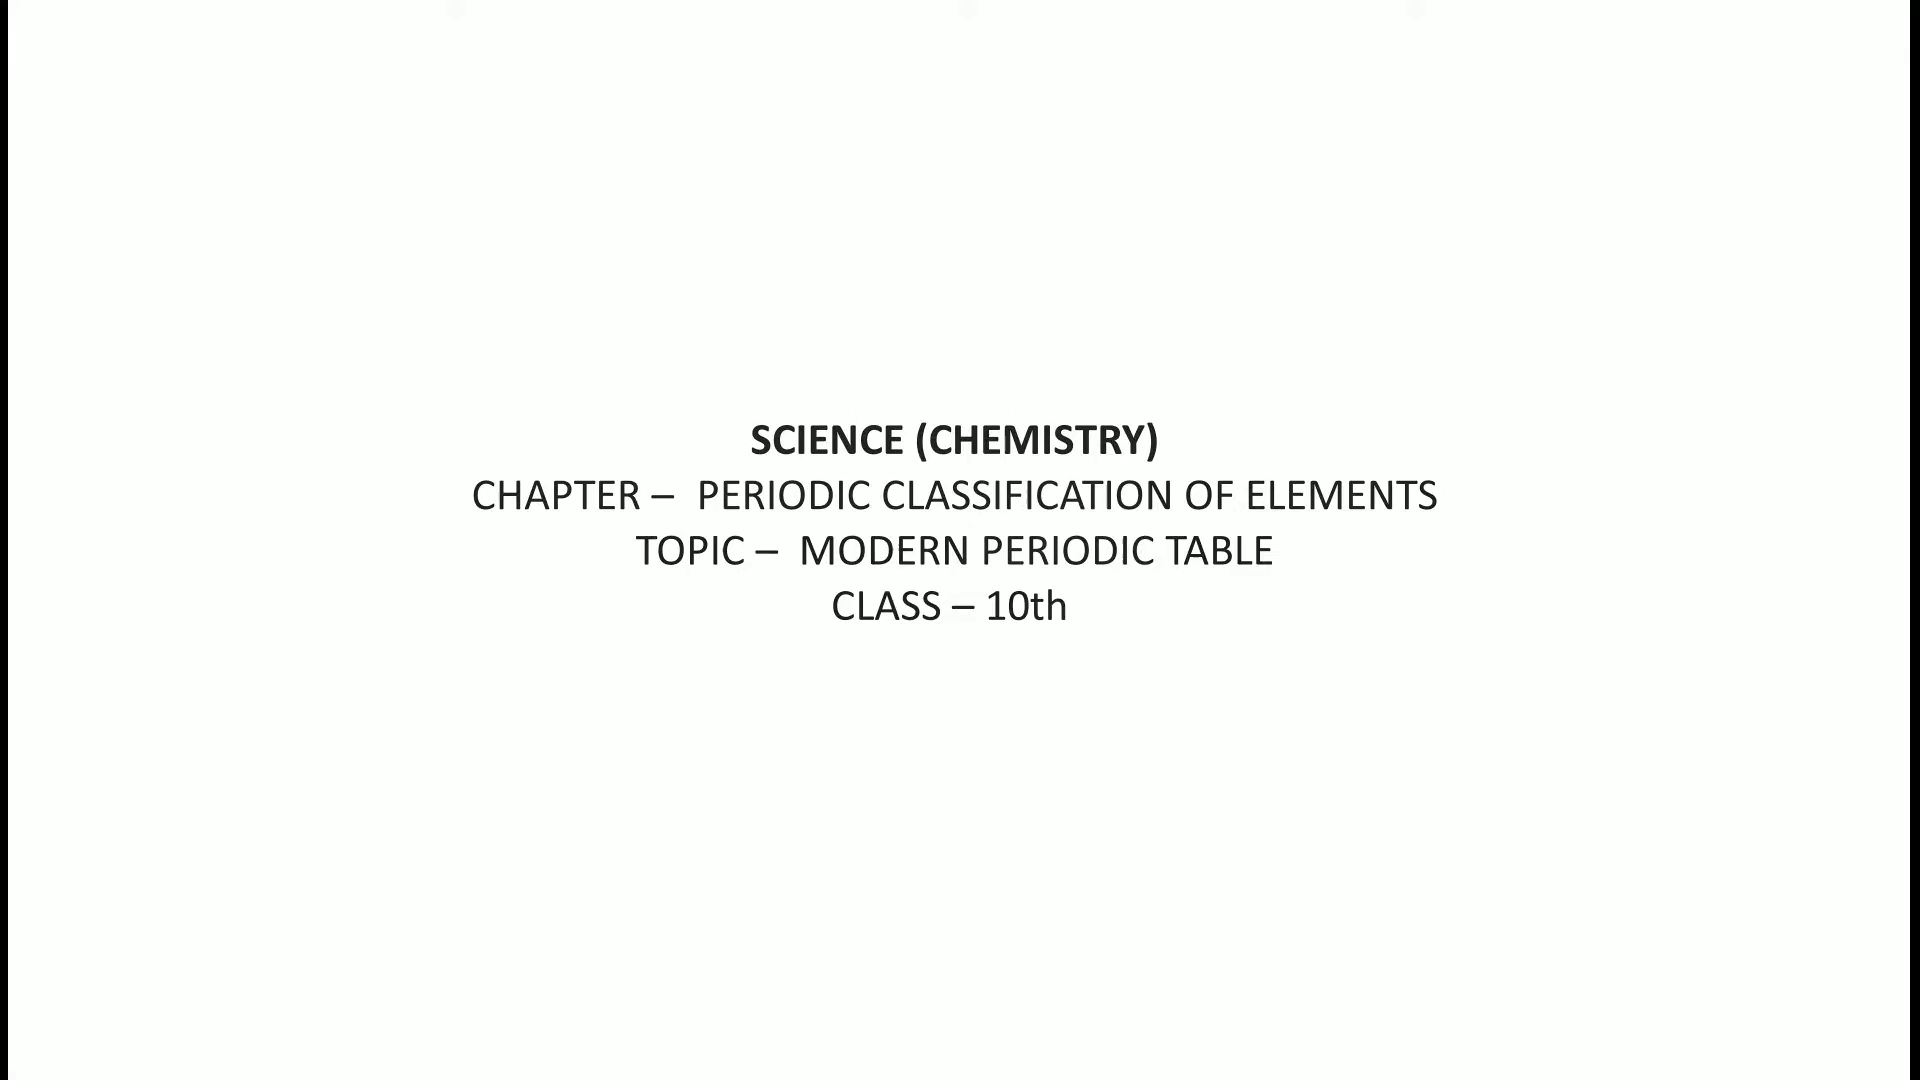 SCIENCE (CHEMISTRY)
CHAPTER – PERIODIC CLASSIFICATION OF ELEMENTS
TOPIC – MODERN PERIODIC TABLE
CLASS – 10th